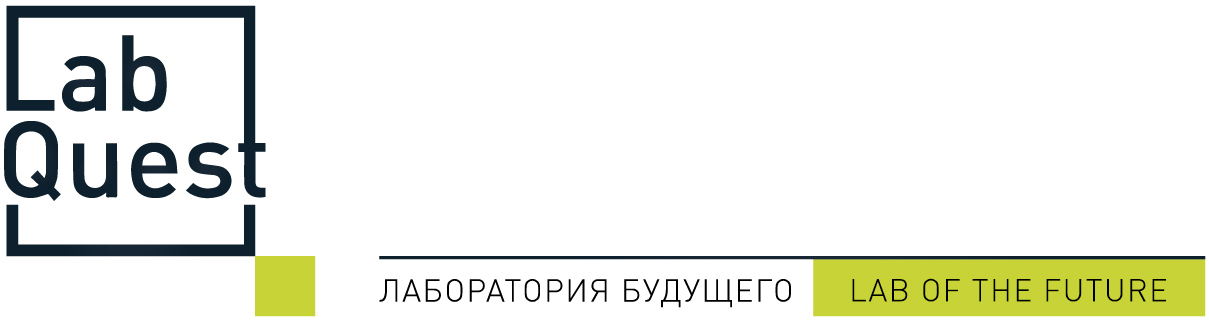 Lab
Quest
ЛАБОРАТОРИЯ БУДУЩЕГО LAB OF THE FUTURE